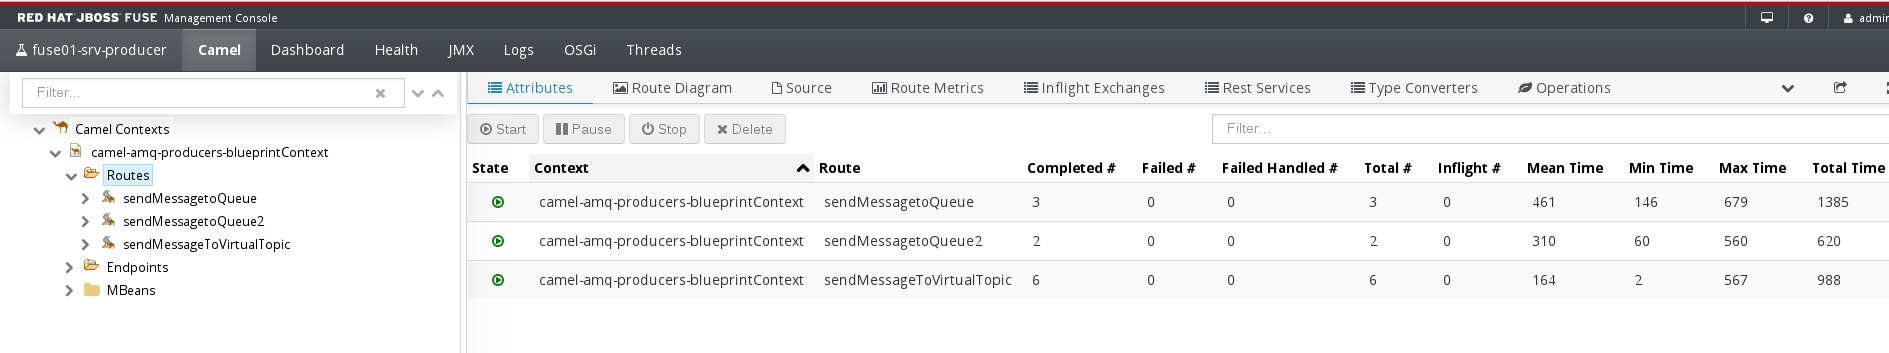 RED HAT JBOSS FUSE Management Console admin
fuse01-srv-producer Camel Dashboard Health JMX Logs OSGi Threads
Filter...
Attributes Route Diagram Source Route Metrics Inflight Exchanges Rest Services Type Converters Operations
Camel Contexts
camel-amq-producers-blueprintContext
Routes
sendMessagetoQueue
sendMessagetoQueue2
sendMessageToVirtualTopic
Endpoints
MBeans
Start Pause Stop Delete Filter...
State Context Route Completed # Failed # Failed Handled # Total # Inflight # Mean Time Min Time Max Time Total Time
camel-amq-producers-blueprintContext sendMessagetoQueue 3 0 0 3 0 461 146 679 1385
camel-amq-producers-blueprintContext sendMessagetoQueue2 2 0 0 2 0 310 60 560 620
camel-amq-producers-blueprintContext sendMessageToVirtualTopic 6 0 0 6 0 164 2 567 988